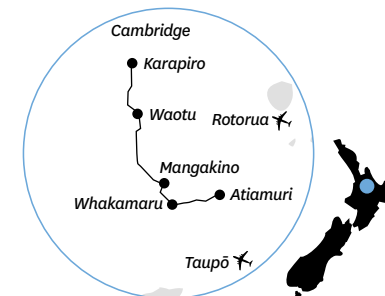 Cambridge
Karapiro
Waotu
Rotorua
Mangakino
Atiamuri
Whakamaru
Taupō